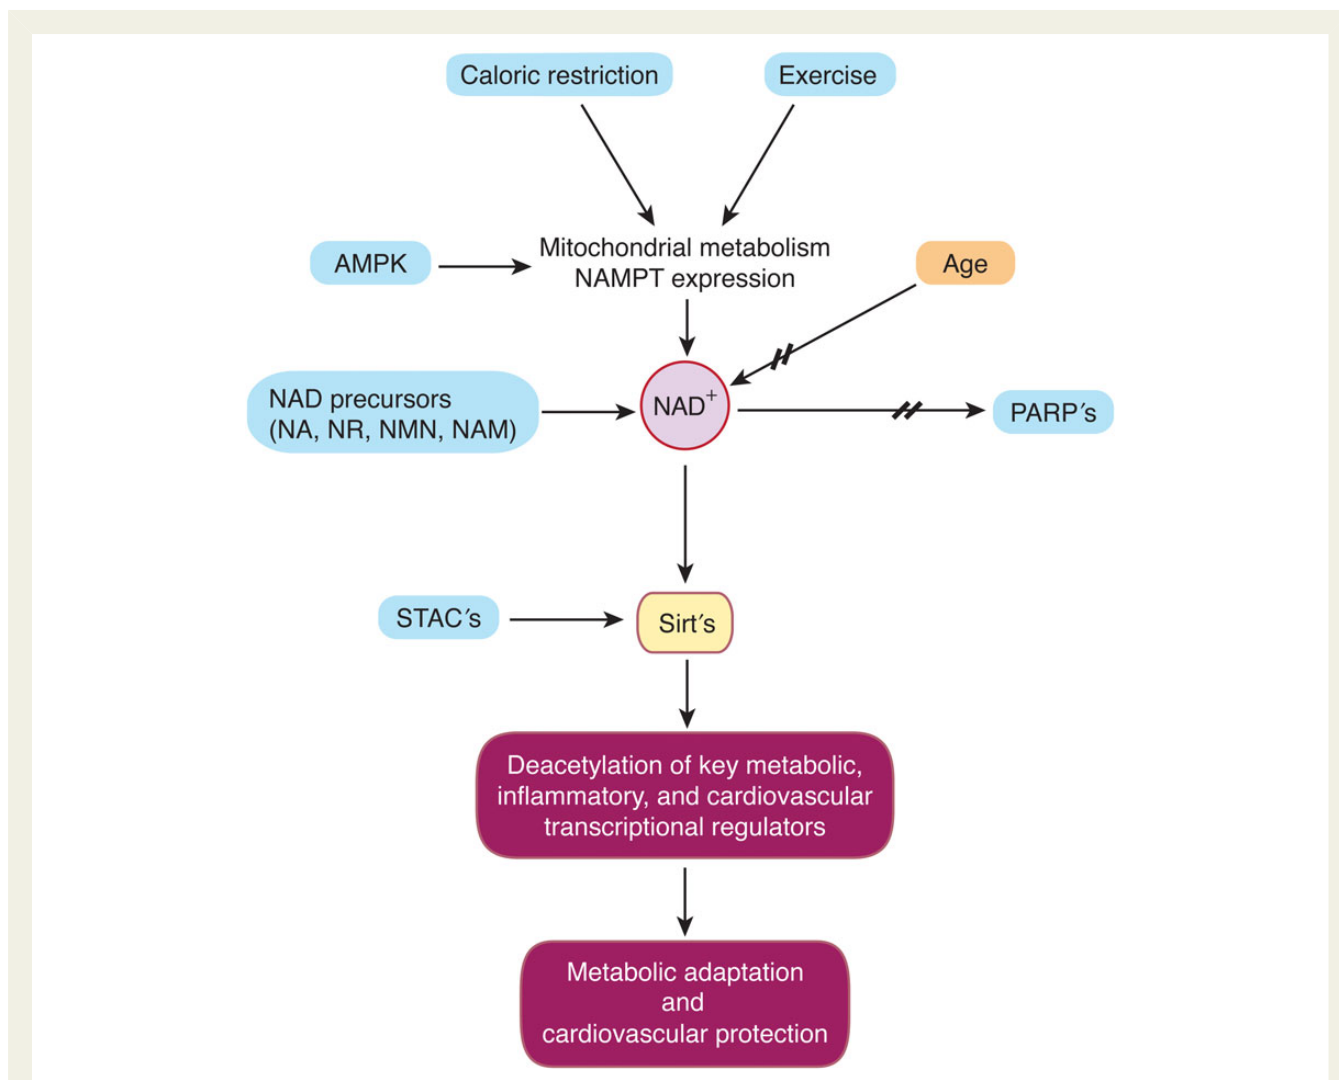 Caloric restriction
Exercise
Mitochondrial metabolism
NAMPT expression
AMPK
Age
NAD precursors
(NA, NR, NMN, NAM)
NAD⁺
PARP′s
STAC′s
Sirt′s
Deacetylation of key metabolic,
inflammatory, and cardiovascular
transcriptional regulators
Metabolic adaptation
and
cardiovascular protection